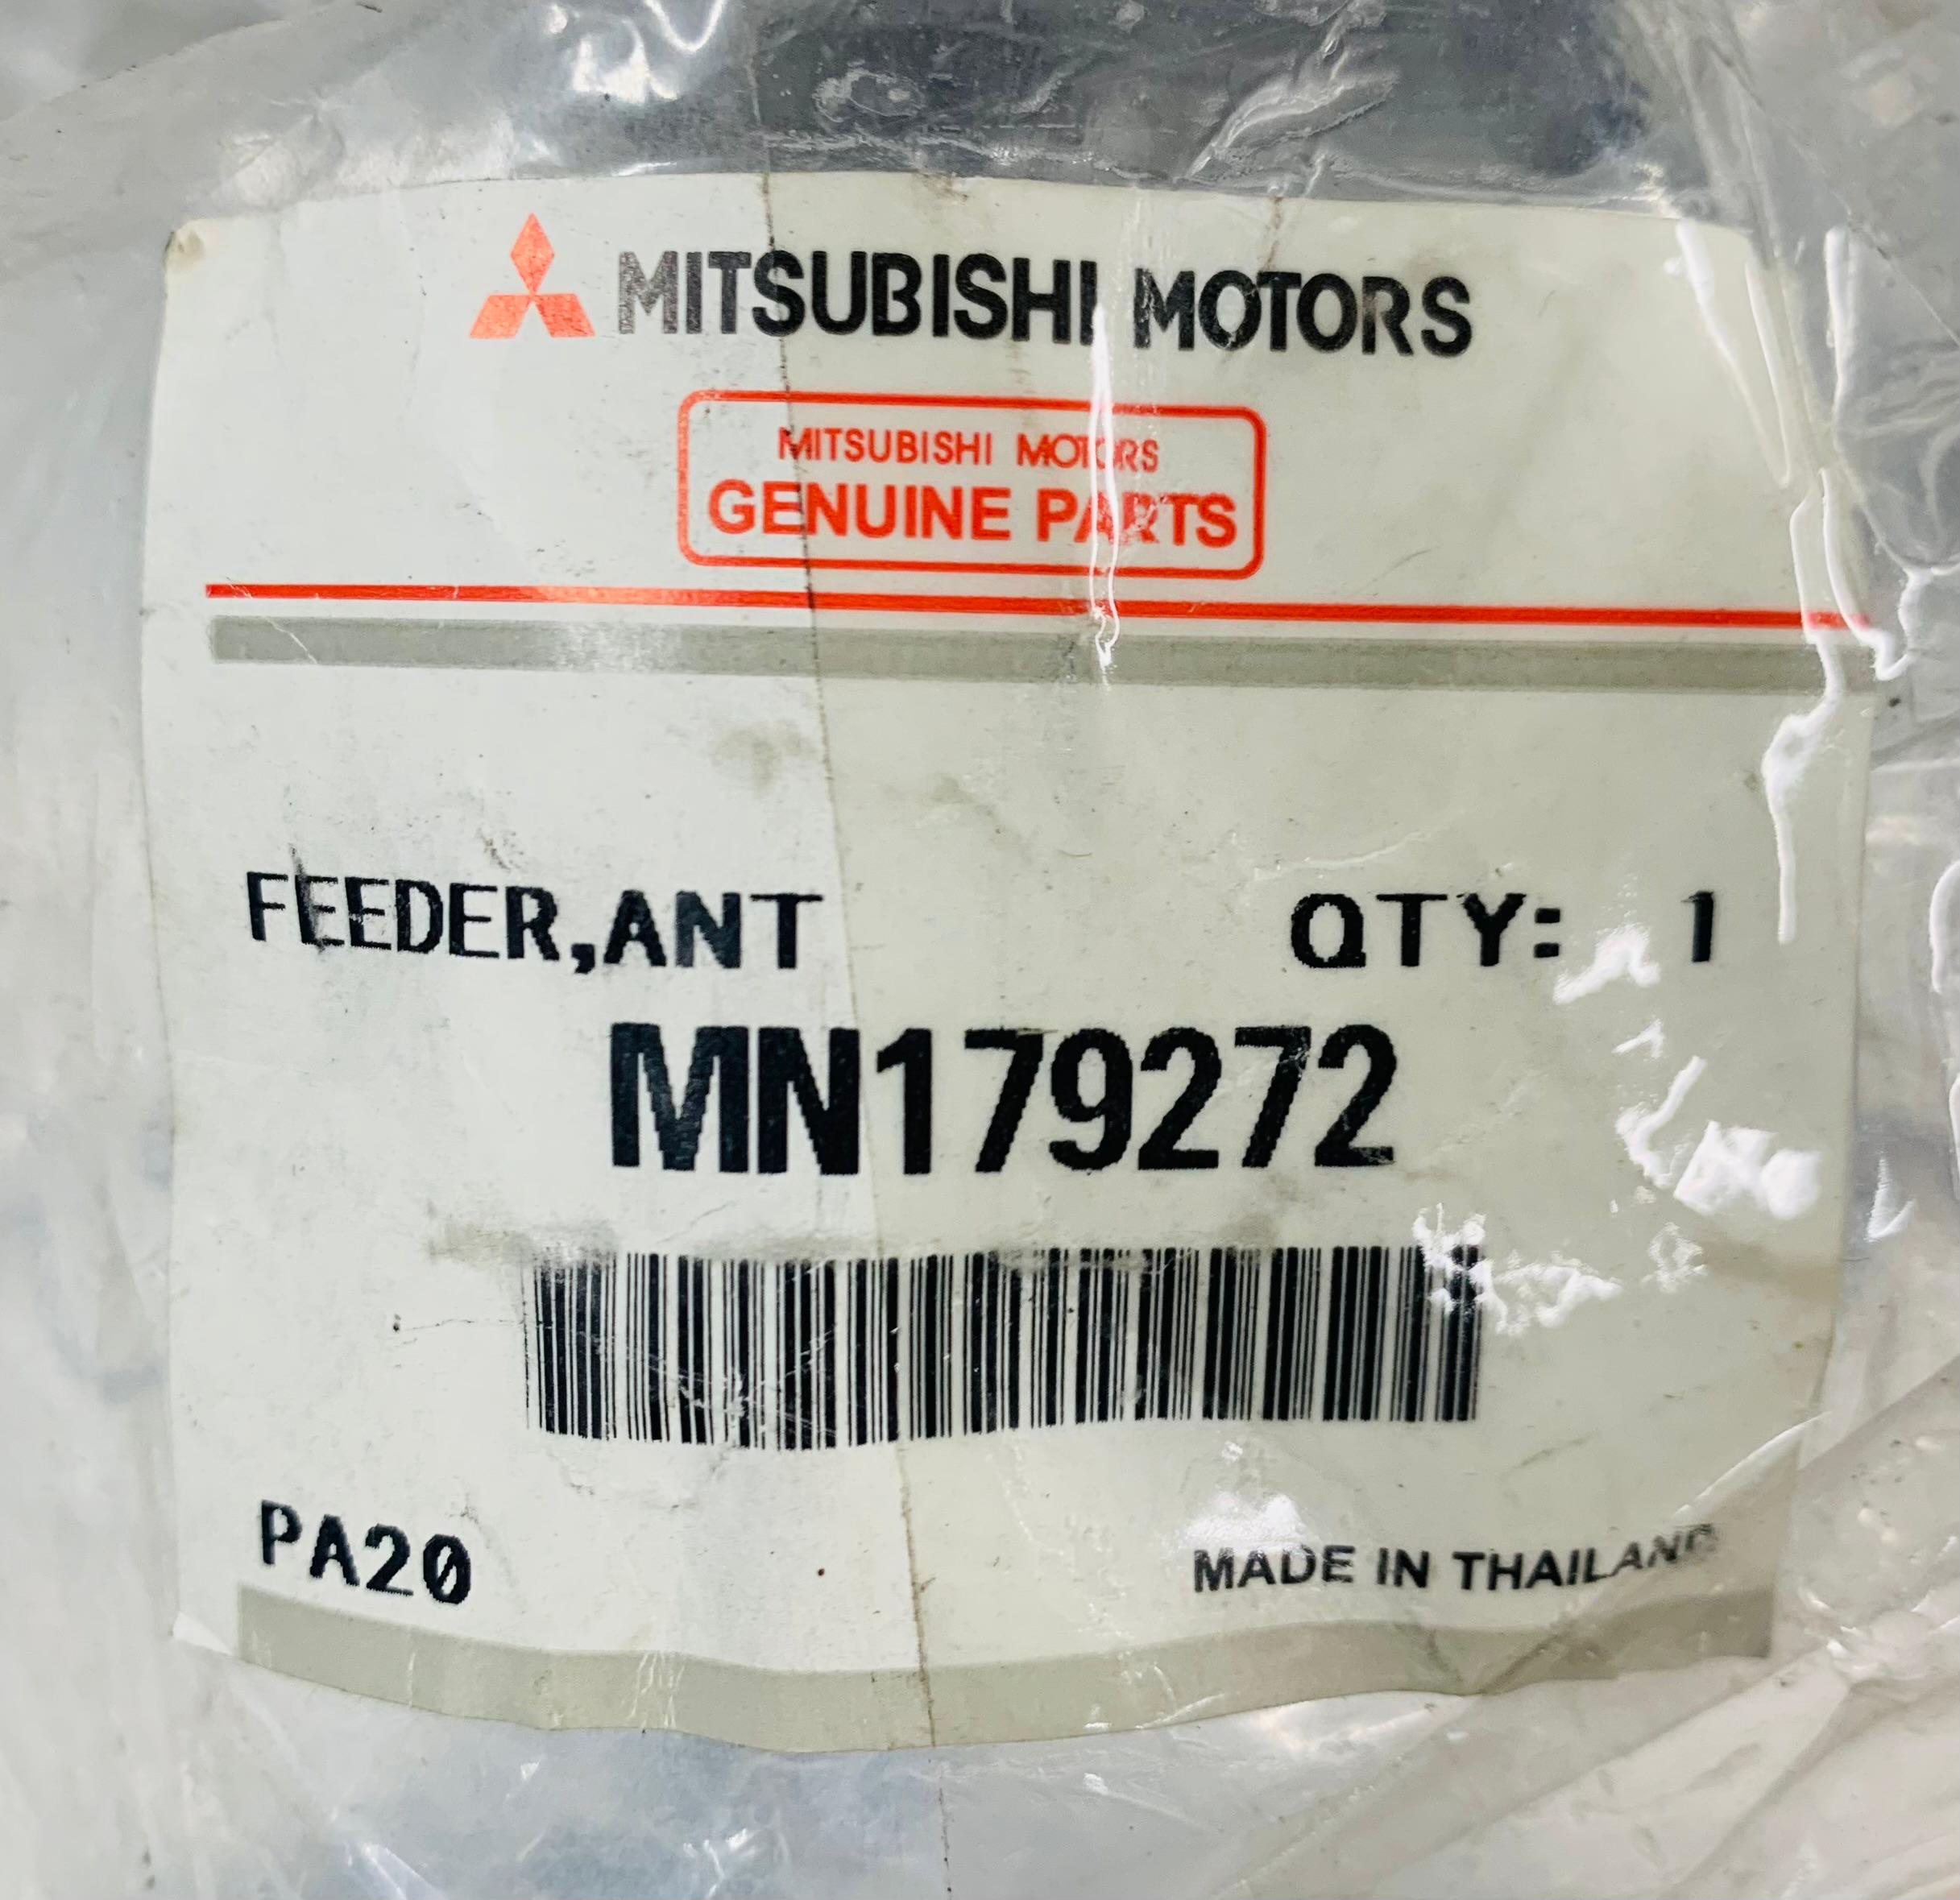 MITSUBISHI MOTORS
MITSUBISHI MOTORS
GENUINE PARTS
FEEDER,ANT QTY: 1
MN179272
PA20 MADE IN THAILAND